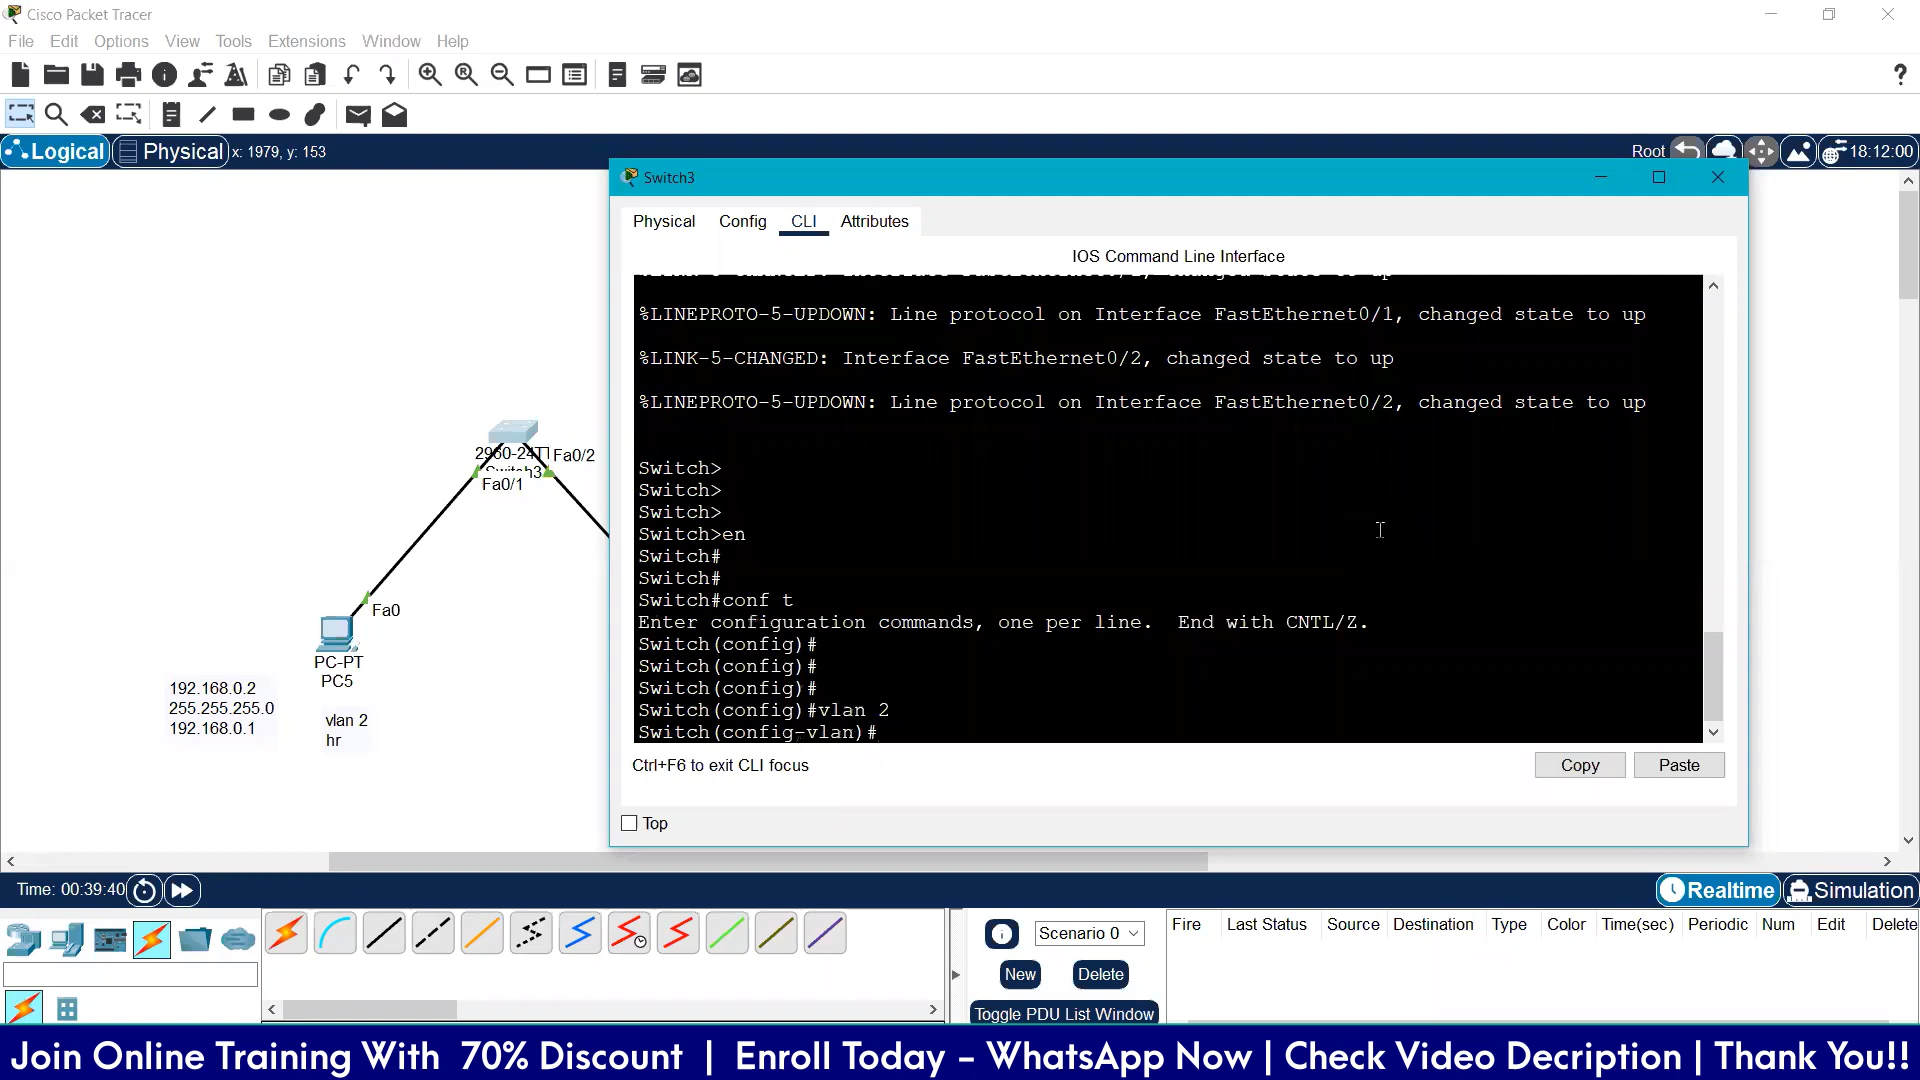 Cisco Packet Tracer
File Edit Options View Tools Extensions Window Help
Logical Physical x: 1979, y: 153
Root 18:12:00
Switch3
Physical Config CLI Attributes
IOS Command Line Interface
%LINEPROTO-5-UPDOWN: Line protocol on Interface FastEthernet0/1, changed state to up
%LINK-5-CHANGED: Interface FastEthernet0/2, changed state to up
%LINEPROTO-5-UPDOWN: Line protocol on Interface FastEthernet0/2, changed state to up
Switch>
Switch>
Switch>
Switch>en
Switch#
Switch#
Switch#conf t
Enter configuration commands, one per line. End with CNTL/Z.
Switch(config)#
Switch(config)#
Switch(config)#
Switch(config)#vlan 2
Switch(config-vlan)#
Ctrl+F6 to exit CLI focus
Copy Paste
Top
Fa0/2
Switch3
Fa0/1
Fa0
PC-PT
PC5
192.168.0.2
255.255.255.0
192.168.0.1
vlan 2
hr
Time: 00:39:40
Realtime Simulation
Scenario 0
New Delete
Toggle PDU List Window
Fire Last Status Source Destination Type Color Time(sec) Periodic Num Edit Delete
Join Online Training With 70% Discount | Enroll Today – WhatsApp Now | Check Video Decription | Thank You!!